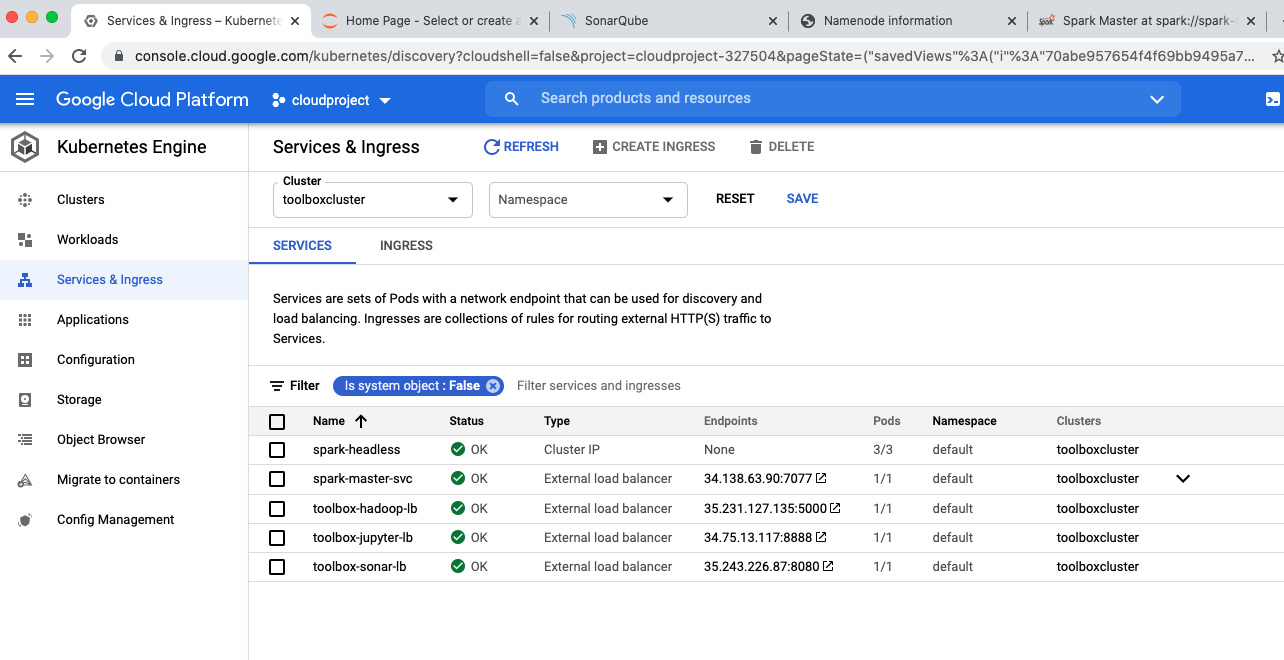 Services & Ingress – Kubernete
Home Page - Select or create a
SonarQube
Namenode information
Spark Master at spark://spark-
console.cloud.google.com/kubernetes/discovery?cloudshell=false&project=cloudproject-327504&pageState=("savedViews"%3A("i"%3A"70abe957654f4f69bb9495a7...
Google Cloud Platform
cloudproject
Search products and resources
Kubernetes Engine
Services & Ingress
REFRESH
CREATE INGRESS
DELETE
Clusters
Workloads
Services & Ingress
Applications
Configuration
Storage
Object Browser
Migrate to containers
Config Management
Cluster
toolboxcluster
Namespace
RESET
SAVE
SERVICES
INGRESS
Services are sets of Pods with a network endpoint that can be used for discovery and
load balancing. Ingresses are collections of rules for routing external HTTP(S) traffic to
Services.
Filter
Is system object : False
Filter services and ingresses
Name Status Type Endpoints Pods Namespace Clusters
spark-headless OK Cluster IP None 3/3 default toolboxcluster
spark-master-svc OK External load balancer 34.138.63.90:7077 1/1 default toolboxcluster
toolbox-hadoop-lb OK External load balancer 35.231.127.135:5000 1/1 default toolboxcluster
toolbox-jupyter-lb OK External load balancer 34.75.13.117:8888 1/1 default toolboxcluster
toolbox-sonar-lb OK External load balancer 35.243.226.87:8080 1/1 default toolboxcluster